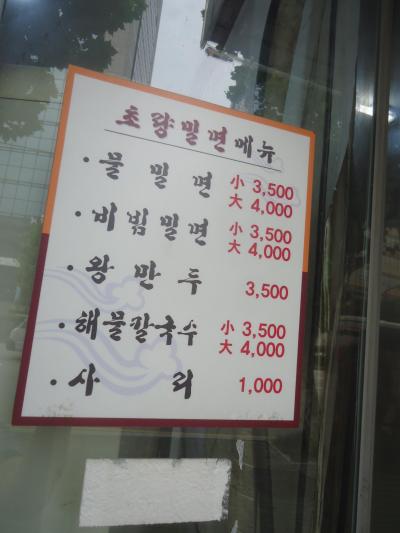 초량밀면메뉴
· 물 밀 면 小 3,500
大 4,000
· 비빔밀면 小 3,500
大 4,000
· 왕 만 두 3,500
· 해물칼국수 小 3,500
大 4,000
· 사 리 1,000